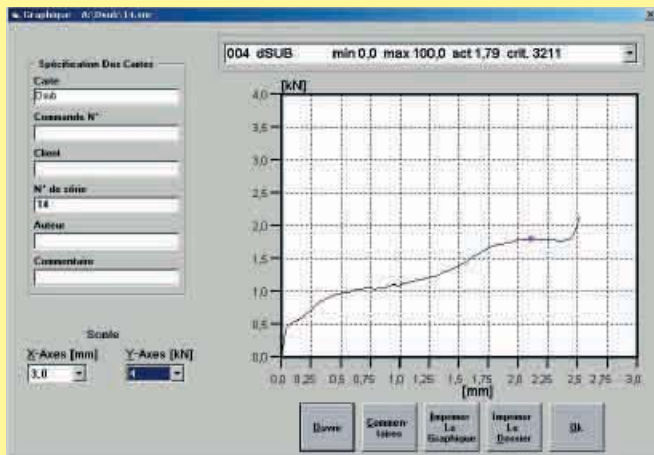 Graphique A:\Dsub\14.smc
Spécification Des Cartes
Carte
Dsub
Commande N°
Client
N° de série
14
Auteur
Commentaire
Scale
X-Axes [mm]
Y-Axes [kN]
3,0
4
004 dSUB min 0,0 max 100,0 act 1,79 crit. 3211
[kN]
4,0
3,5
3,0
2,5
2,0
1,5
1,0
0,5
0,0
0,0 0,25 0,5 0,75 1,0 1,25 1,5 1,75 2,0 2,25 2,5 2,75 3,0
[mm]
Ouvrir
Commen-
taires
Imprimer
La
Graphique
Imprimer
Le
Dossier
Ok